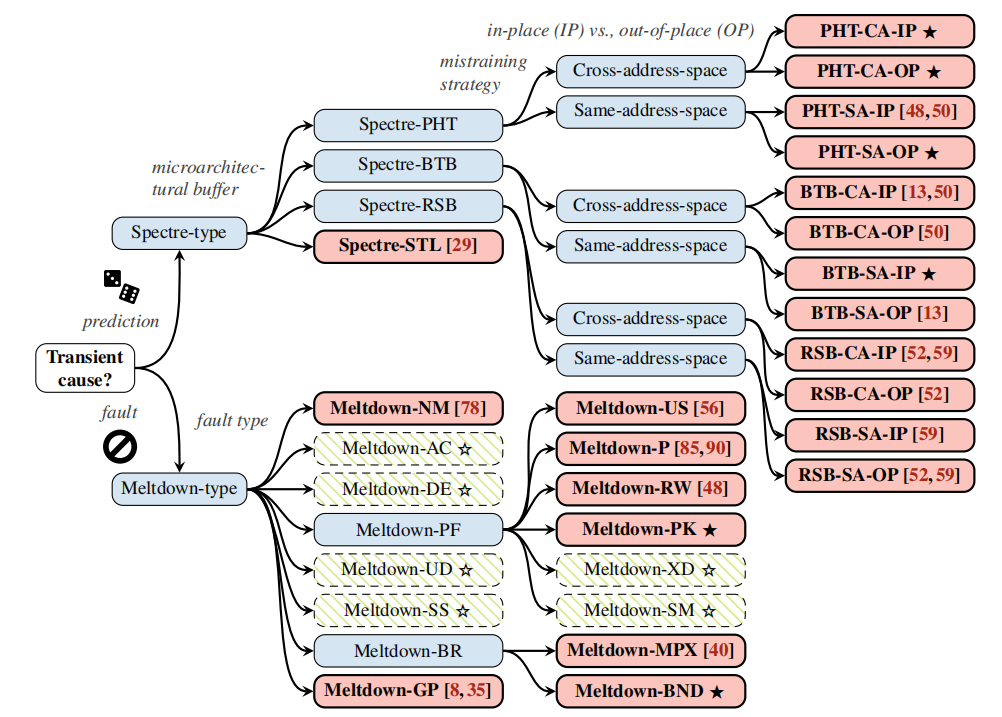 in-place (IP) vs., out-of-place (OP)
mistraining
strategy
microarchitec-
tural buffer
prediction
Transient
cause?
fault
fault type
Spectre-type
Meltdown-type
Spectre-PHT
Spectre-BTB
Spectre-RSB
Spectre-STL [29]
Cross-address-space
Same-address-space
Cross-address-space
Same-address-space
Cross-address-space
Same-address-space
PHT-CA-IP ★
PHT-CA-OP ★
PHT-SA-IP [48, 50]
PHT-SA-OP ★
BTB-CA-IP [13, 50]
BTB-CA-OP [50]
BTB-SA-IP ★
BTB-SA-OP [13]
RSB-CA-IP [52, 59]
RSB-CA-OP [52]
RSB-SA-IP [59]
RSB-SA-OP [52, 59]
Meltdown-NM [78]
Meltdown-AC ☆
Meltdown-DE ☆
Meltdown-PF
Meltdown-UD ☆
Meltdown-SS ☆
Meltdown-BR
Meltdown-GP [8, 35]
Meltdown-US [56]
Meltdown-P [85, 90]
Meltdown-RW [48]
Meltdown-PK ★
Meltdown-XD ☆
Meltdown-SM ☆
Meltdown-MPX [40]
Meltdown-BND ★